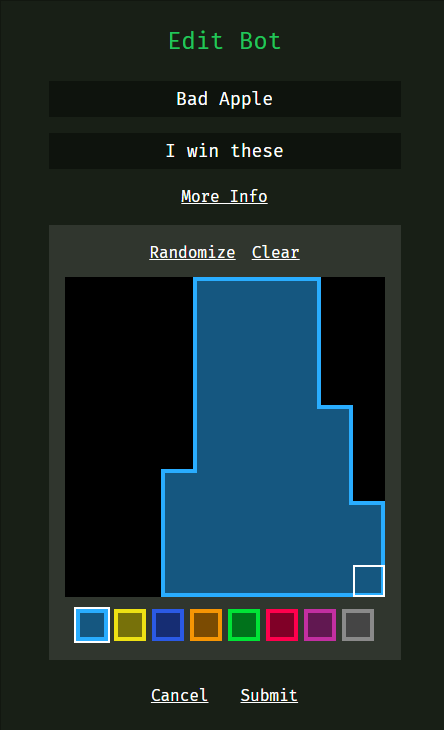 Edit Bot
Bad Apple
I win these
More Info
Randomize Clear
Cancel Submit